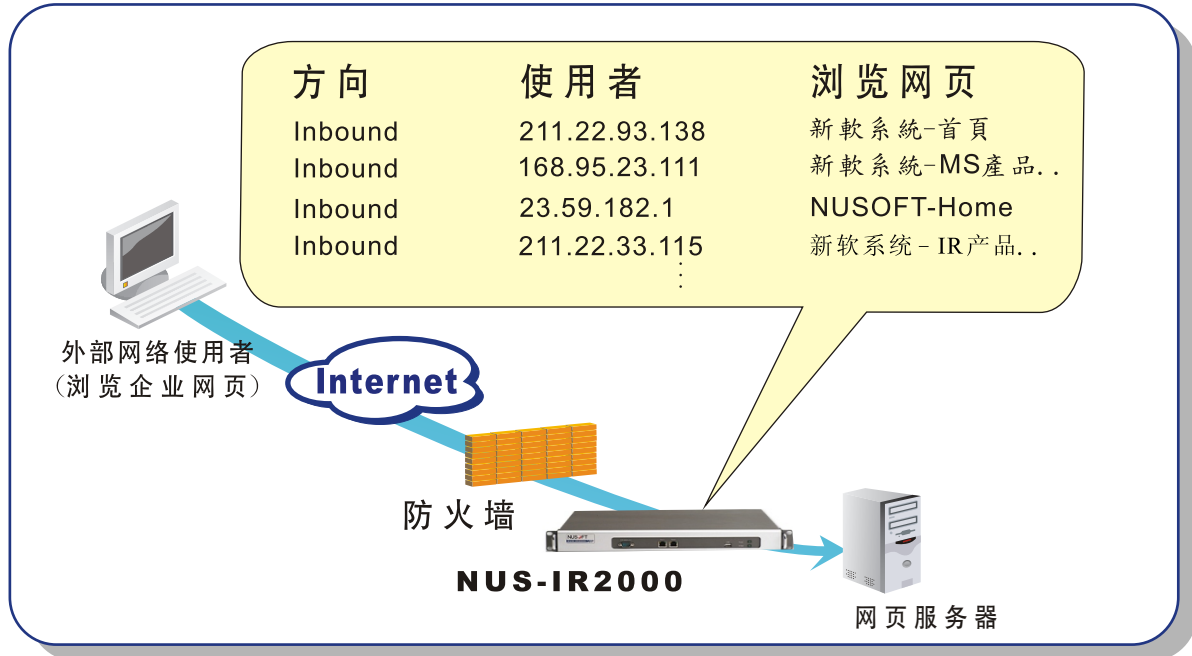 方向 使用者 浏览网页
Inbound 211.22.93.138 新軟系統-首頁
Inbound 168.95.23.111 新軟系統-MS產品..
Inbound 23.59.182.1 NUSOFT-Home
Inbound 211.22.33.115 新软系统-IR产品..
外部网络使用者
(浏览企业网页)
Internet
防火墙
NUSOFT
NUS-IR2000
网页服务器